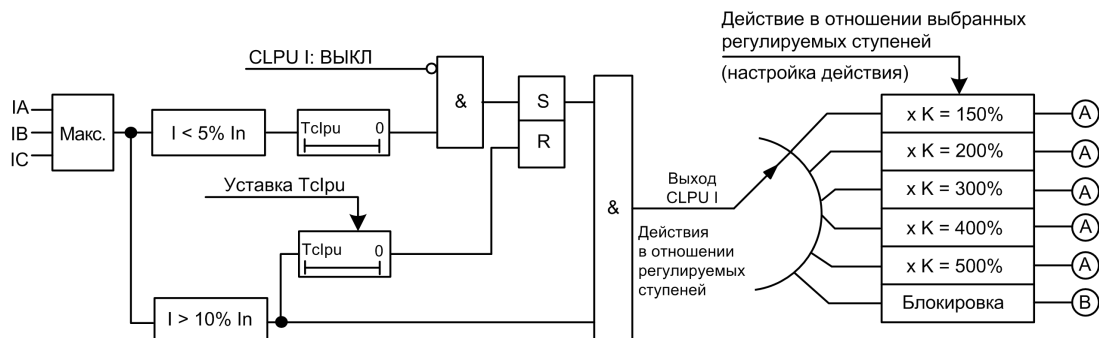 Действие в отношении выбранных
регулируемых ступеней
(настройка действия)
CLPU I: ВЫКЛ
IA
IB
IC
Макс.
I < 5% In
Tclpu 0
&
S
R
&
Уставка Tclpu
Tclpu 0
I > 10% In
Выход
CLPU I
Действия
в отношении
регулируемых
ступеней
x K = 150% A
x K = 200% A
x K = 300% A
x K = 400% A
x K = 500% A
Блокировка B